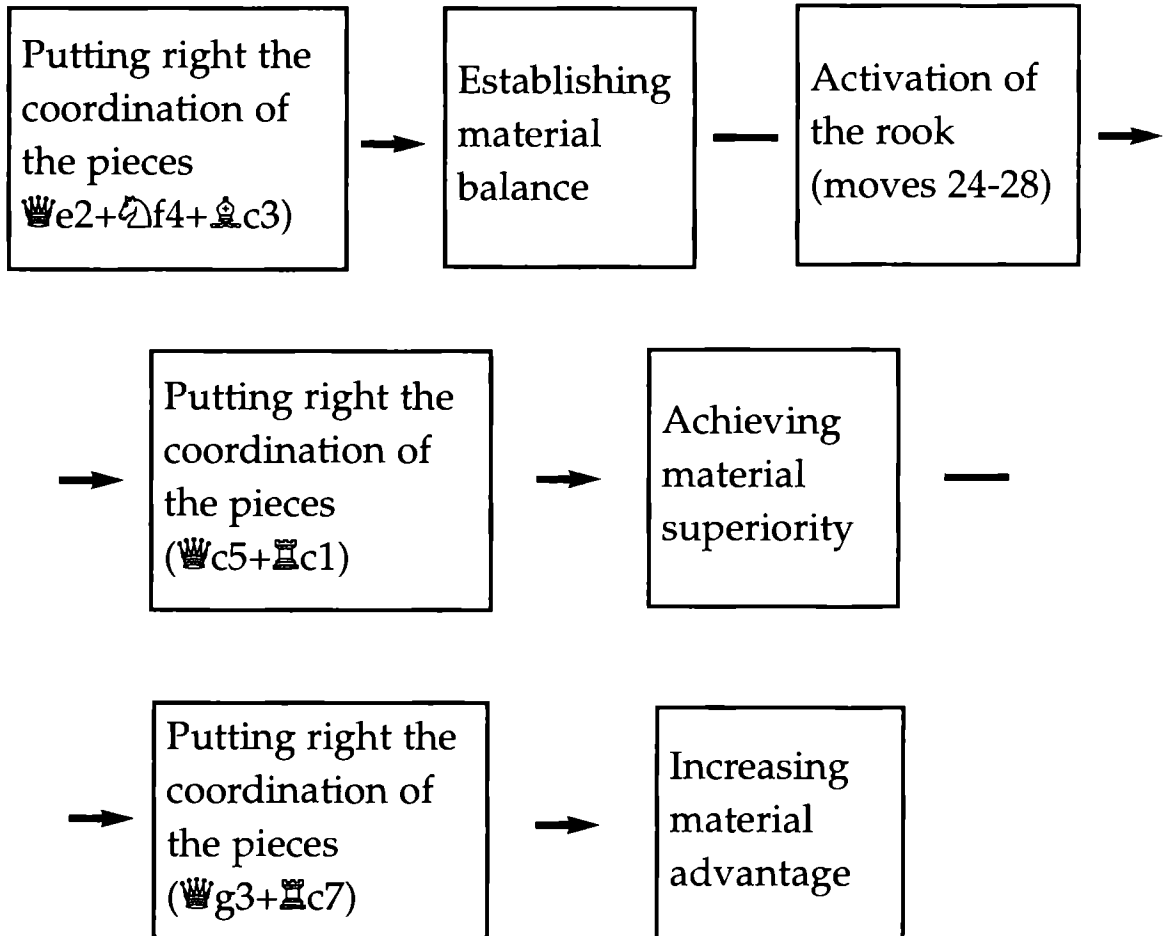 Putting right the
coordination of
the pieces
♕e2+♘f4+♗c3)
Establishing
material
balance
Activation of
the rook
(moves 24-28)
Putting right the
coordination of
the pieces
(♕c5+♖c1)
Achieving
material
superiority
Putting right the
coordination of
the pieces
(♕g3+♖c7)
Increasing
material
advantage